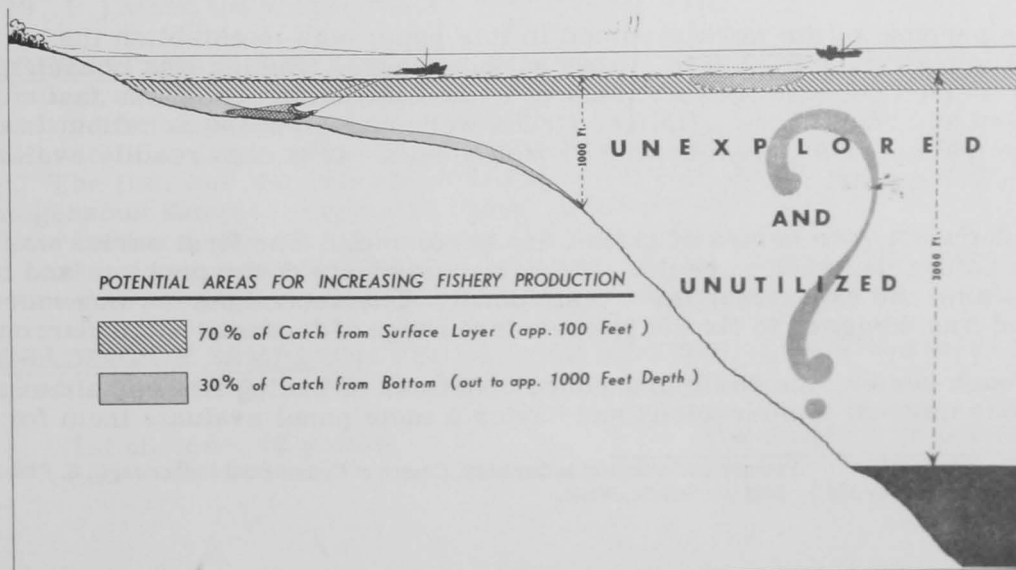 1000 Ft.
UNEXPLORED
AND
UNUTILIZED
3000 Ft.
POTENTIAL AREAS FOR INCREASING FISHERY PRODUCTION
70% of Catch from Surface Layer (app. 100 Feet)
30% of Catch from Bottom (out to app. 1000 Feet Depth)